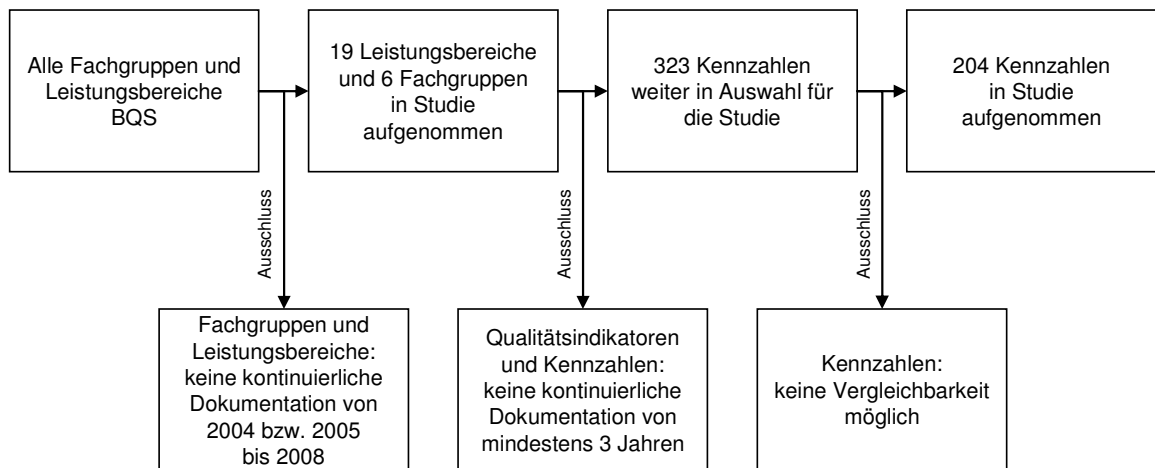 Alle Fachgruppen und
Leistungsbereiche
BQS
19 Leistungsbereiche
und 6 Fachgruppen
in Studie
aufgenommen
323 Kennzahlen
weiter in Auswahl für
die Studie
204 Kennzahlen
in Studie
aufgenommen
Ausschluss
Ausschluss
Ausschluss
Fachgruppen und
Leistungsbereiche:
keine kontinuierliche
Dokumentation von
2004 bzw. 2005
bis 2008
Qualitätsindikatoren
und Kennzahlen:
keine kontinuierliche
Dokumentation von
mindestens 3 Jahren
Kennzahlen:
keine Vergleichbarkeit
möglich